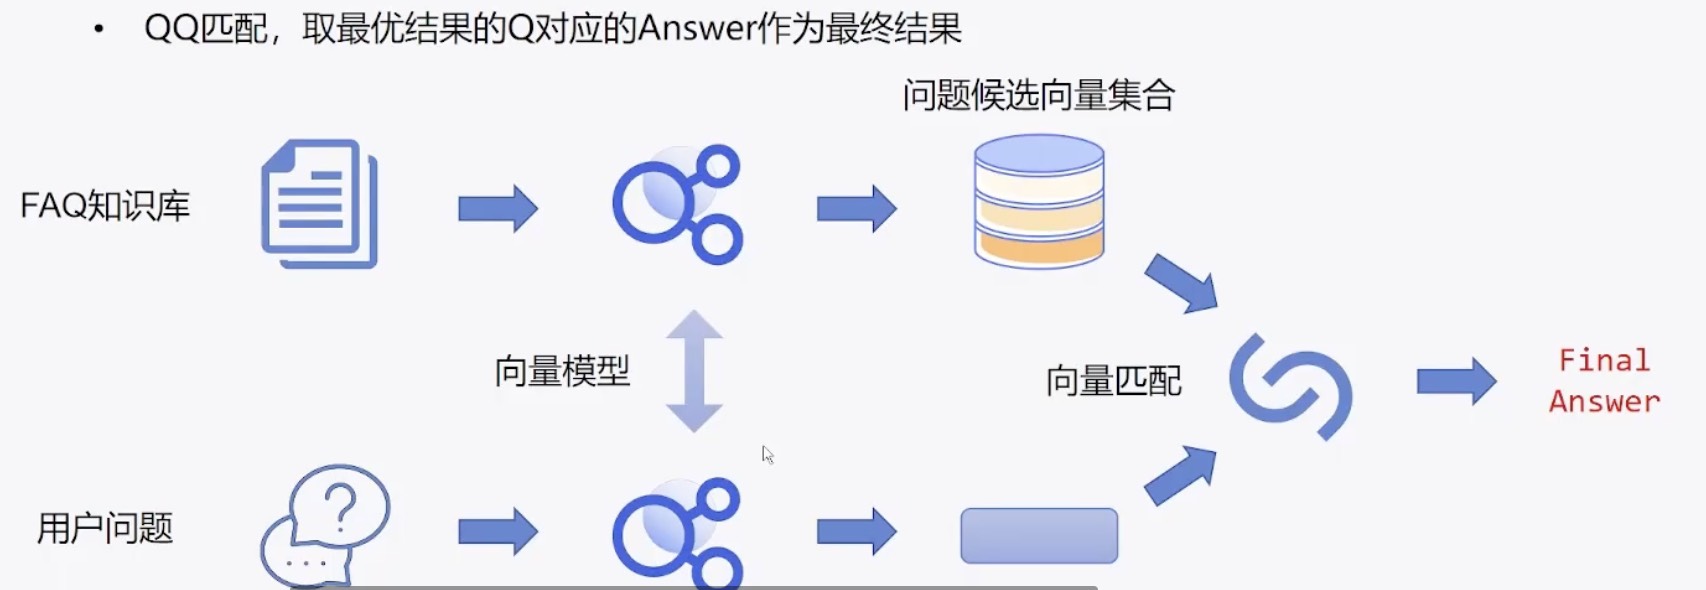 • QQ匹配，取最优结果的Q对应的Answer作为最终结果
问题候选向量集合
FAQ知识库
向量模型
向量匹配
Final
Answer
用户问题
?
...